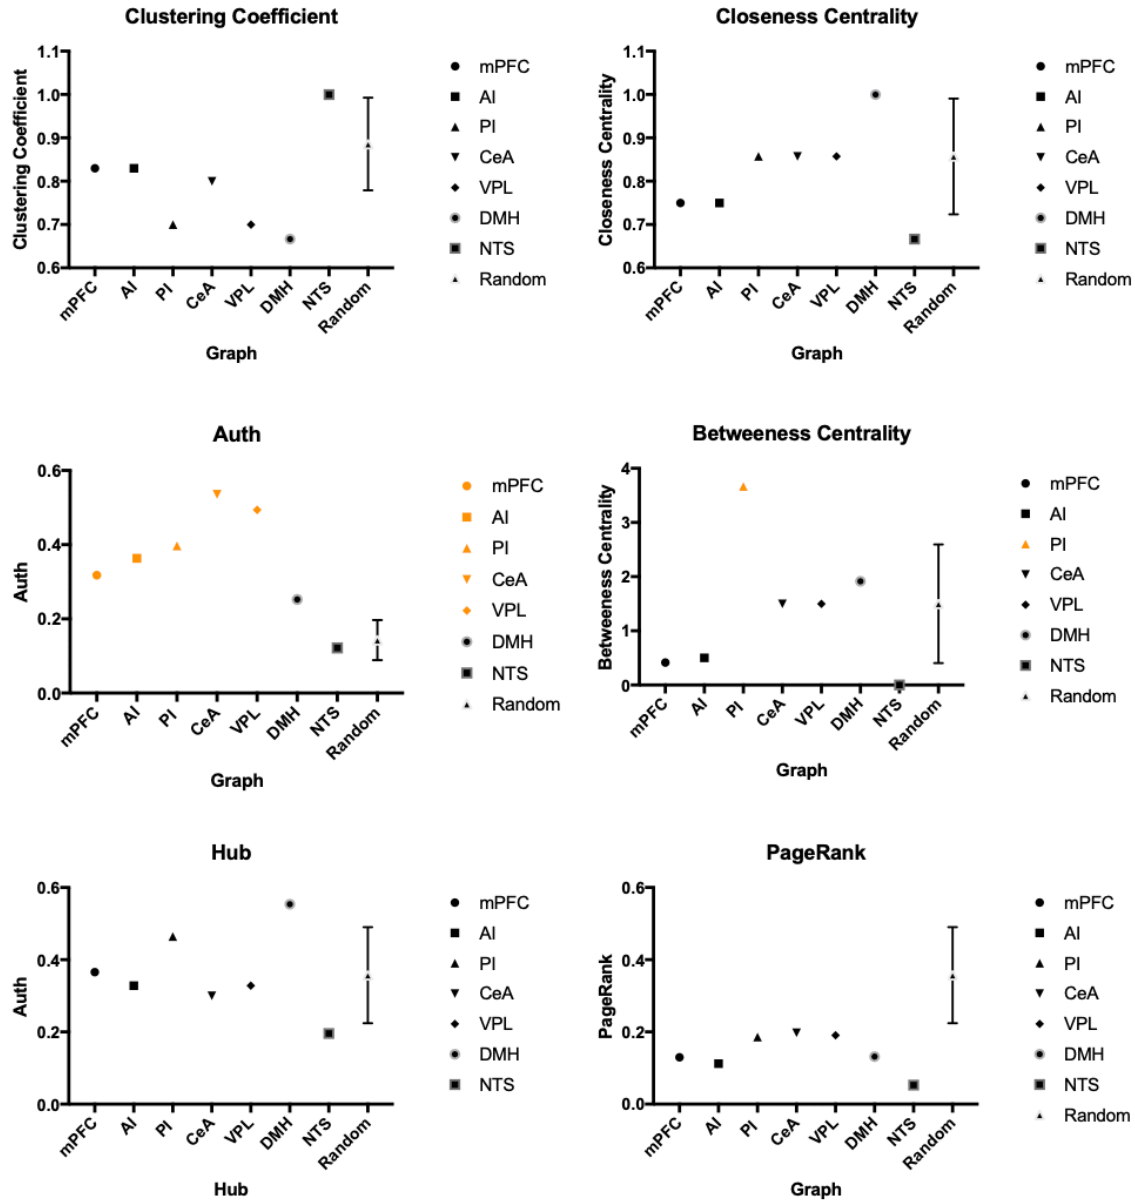 Clustering Coefficient
Clustering Coefficient
1.1
1.0
0.9
0.8
0.7
0.6
mPFC
AI
PI
CeA
VPL
DMH
NTS
Random
Graph
mPFC
AI
PI
CeA
VPL
DMH
NTS
Random
Closeness Centrality
Closeness Centrality
1.1
1.0
0.9
0.8
0.7
0.6
mPFC
AI
PI
CeA
VPL
DMH
NTS
Random
Graph
mPFC
AI
PI
CeA
VPL
DMH
NTS
Random
Auth
Auth
0.6
0.4
0.2
0.0
mPFC
AI
PI
CeA
VPL
DMH
NTS
Random
Graph
mPFC
AI
PI
CeA
VPL
DMH
NTS
Random
Betweeness Centrality
Betweeness Centrality
4
3
2
1
0
mPFC
AI
PI
CeA
VPL
DMH
NTS
Random
Graph
mPFC
AI
PI
CeA
VPL
DMH
NTS
Random
Hub
Auth
0.6
0.4
0.2
0.0
mPFC
AI
PI
CeA
VPL
DMH
NTS
Random
Hub
mPFC
AI
PI
CeA
VPL
DMH
NTS
PageRank
PageRank
0.6
0.4
0.2
0.0
mPFC
AI
PI
CeA
VPL
DMH
NTS
Random
Graph
mPFC
AI
PI
CeA
VPL
DMH
NTS
Random